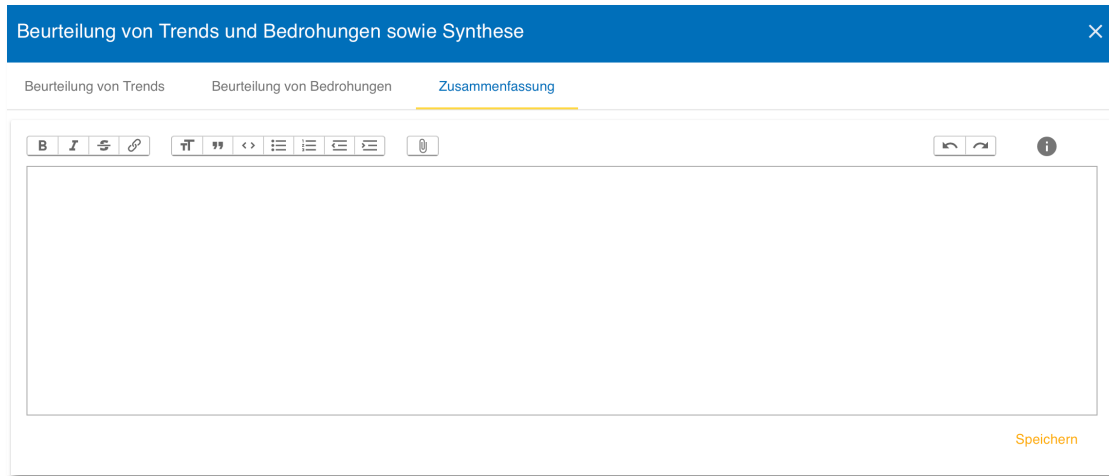 Beurteilung von Trends und Bedrohungen sowie Synthese
Beurteilung von Trends Beurteilung von Bedrohungen Zusammenfassung
Speichern